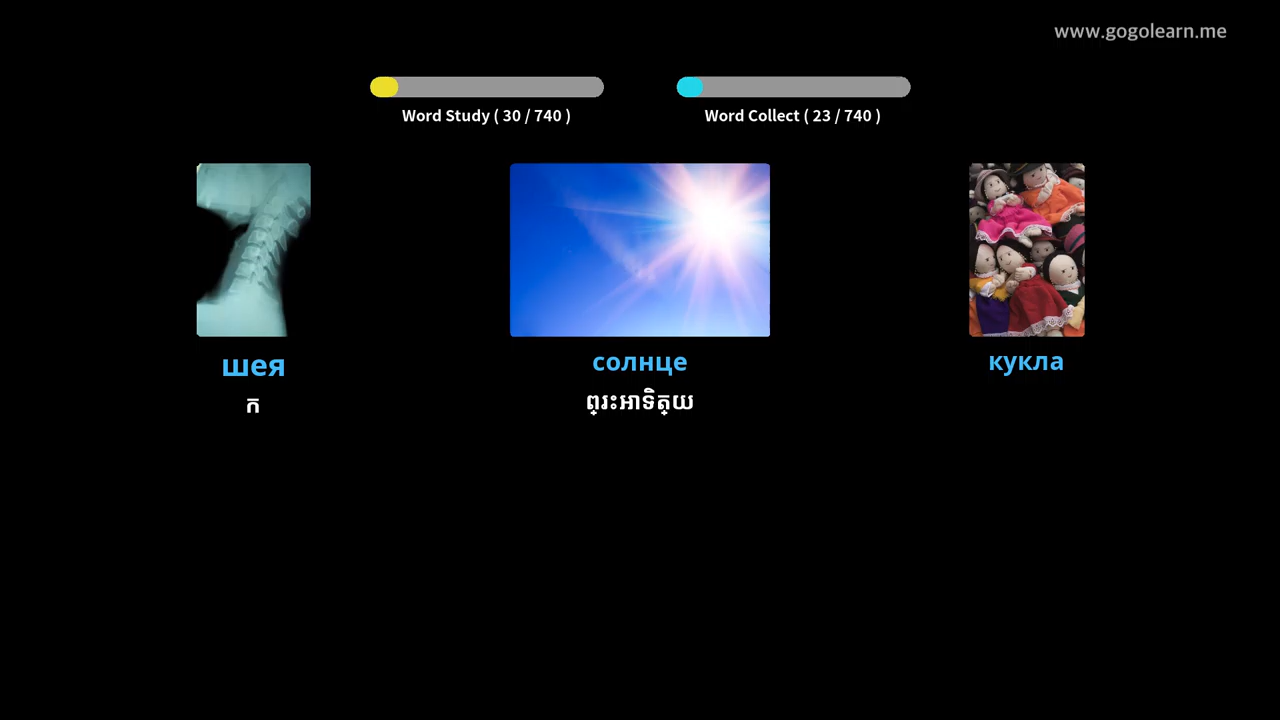 www.gogolearn.me
Word Study ( 30 / 740 )
Word Collect ( 23 / 740 )
шея
солнце
кукла
ក
ព្រះអាទិត្យ